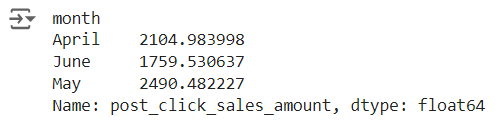 month
April    2104.983998
June     1759.530637
May      2490.482227
Name: post_click_sales_amount, dtype: float64